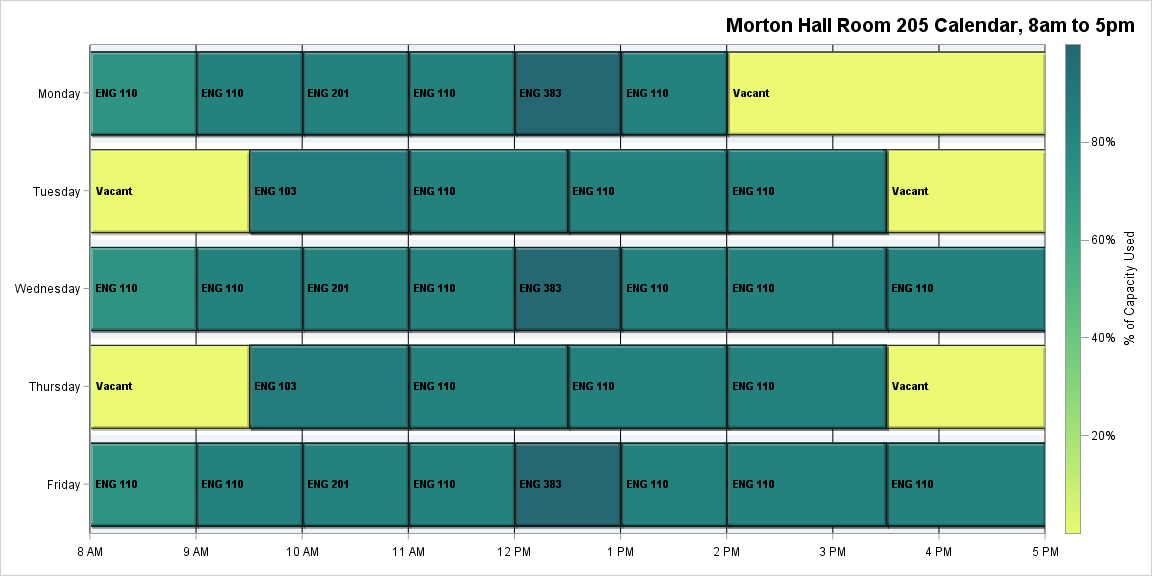 Morton Hall Room 205 Calendar, 8am to 5pm
Monday ENG 110 ENG 110 ENG 201 ENG 110 ENG 383 ENG 110 Vacant
Tuesday Vacant ENG 103 ENG 110 ENG 110 ENG 110 Vacant
Wednesday ENG 110 ENG 110 ENG 201 ENG 110 ENG 383 ENG 110 ENG 110 ENG 110
Thursday Vacant ENG 103 ENG 110 ENG 110 ENG 110 Vacant
Friday ENG 110 ENG 110 ENG 201 ENG 110 ENG 383 ENG 110 ENG 110 ENG 110
8 AM 9 AM 10 AM 11 AM 12 PM 1 PM 2 PM 3 PM 4 PM 5 PM
80%
60%
40%
20%
% of Capacity Used